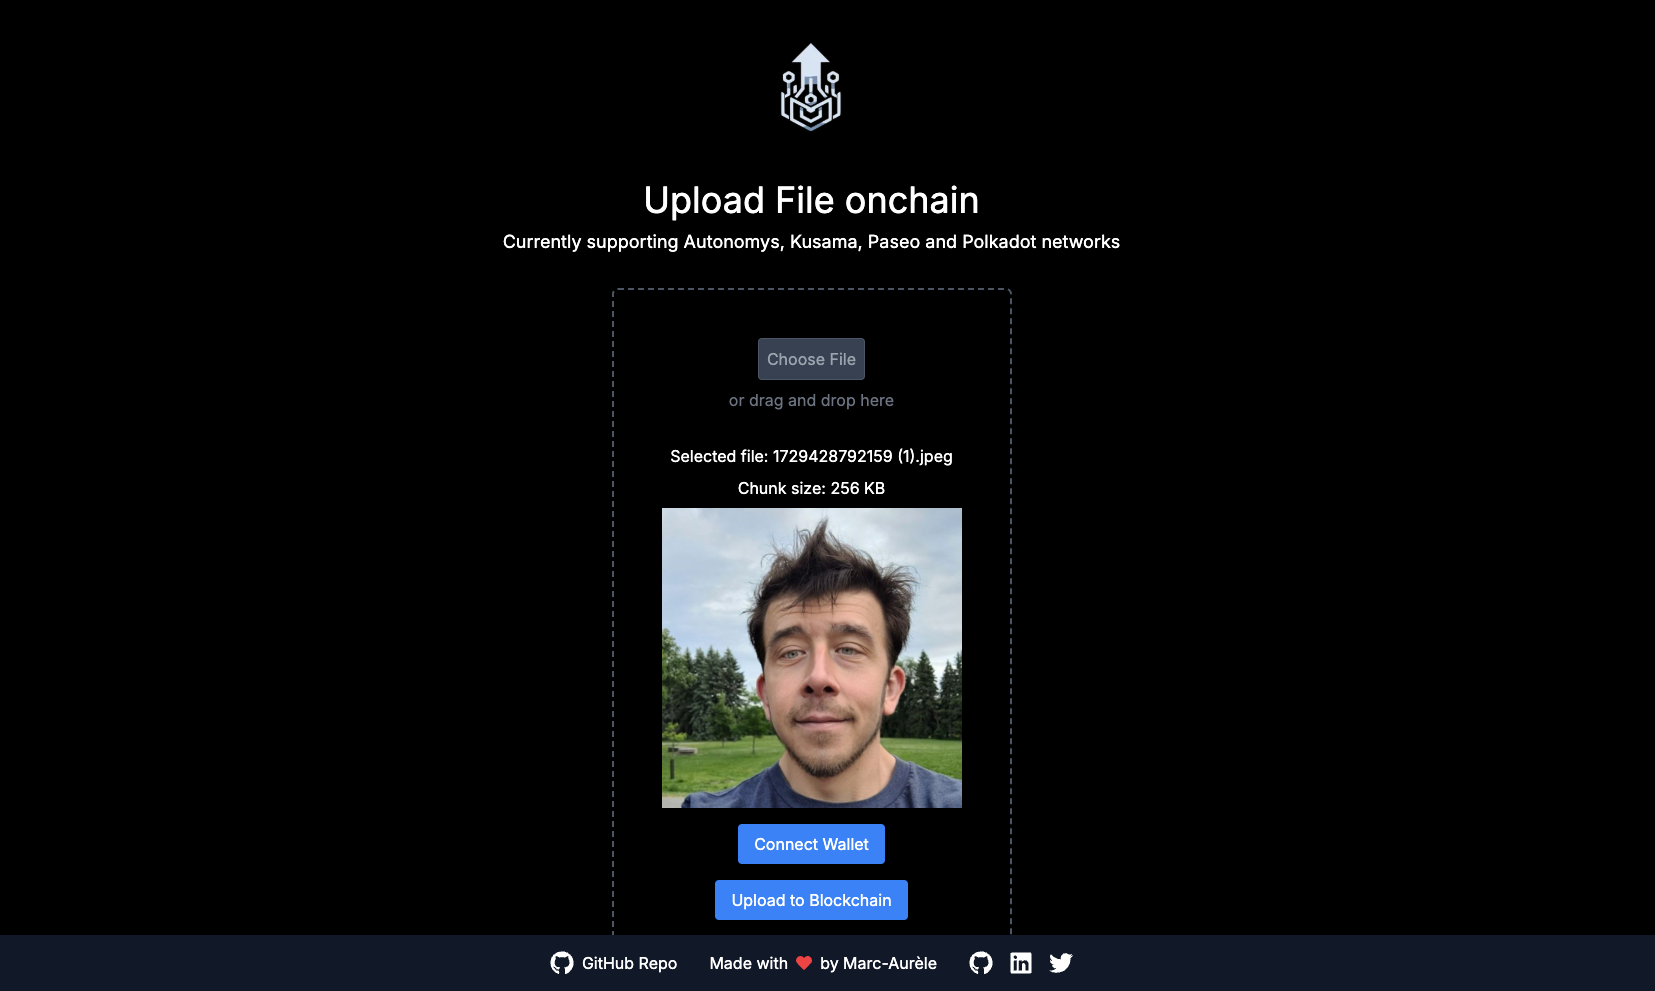 Upload File onchain
Currently supporting Autonomys, Kusama, Paseo and Polkadot networks
Choose File
or drag and drop here
Selected file: 1729428792159 (1).jpeg
Chunk size: 256 KB
Connect Wallet
Upload to Blockchain
GitHub Repo Made with ❤ by Marc-Aurèle